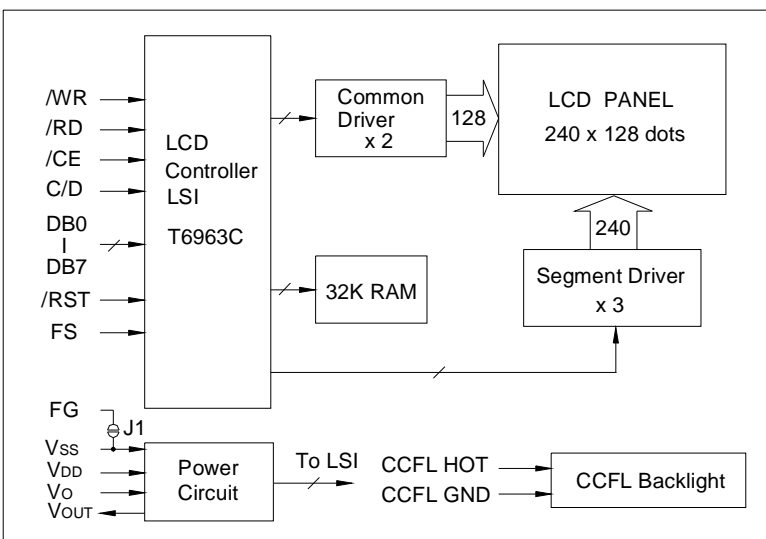 /WR
/RD
/CE
C/D
DB0
I
DB7
/RST
FS
LCD
Controller
LSI
T6963C
Common
Driver
x 2
128
LCD PANEL
240 x 128 dots
240
32K RAM
Segment Driver
x 3
FG
J1
VSS
VDD
VO
VOUT
Power
Circuit
To LSI
CCFL HOT
CCFL GND
CCFL Backlight